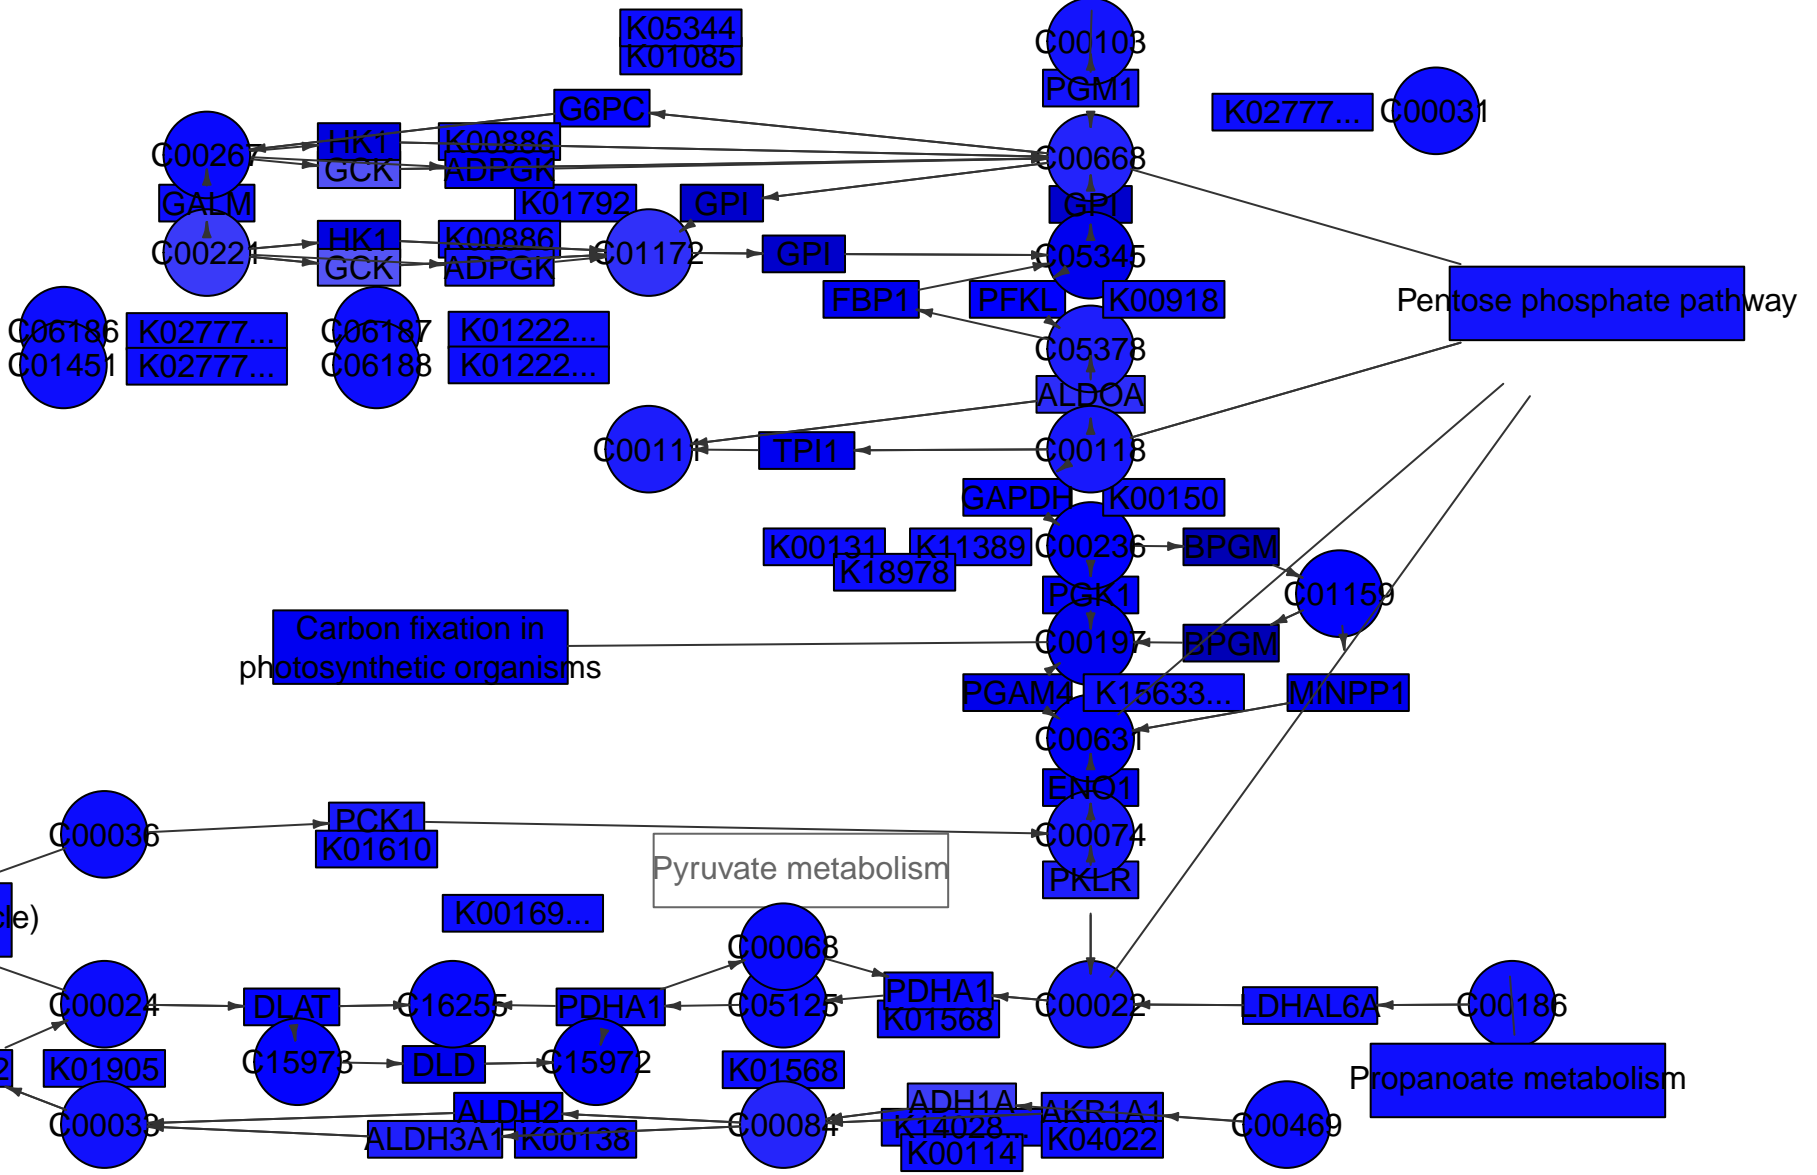 K05344
C00103
K01085
PGM1
G6PC
K02777...
C00031
HK1
K00886
C00267
C00668
GCK
ADPGK
GALM
K01792
GPI
GPI
HK1
K00886
C00221
C01172
GPI
C05345
GCK
ADPGK
FBP1
PFKL
K00918
Pentose phosphate pathway
C06186
K02777...
C06187
K01222...
C05378
C01451
K02777...
C06188
K01222...
ALDOA
C00111
TPI1
C00118
GAPDH
K00150
K00131
K11389
C00236
BPGM
K18978
PGK1
C01159
Carbon fixation in
photosynthetic organisms
C00197
BPGM
PGAM4
K15633...
MINPP1
C00631
ENO1
C00036
PCK1
C00074
K01610
Pyruvate metabolism
PKLR
cle)
K00169...
C00068
C00024
DLAT
C16255
PDHA1
C05125
PDHA1
C00022
LDHAL6A
C00186
K01568
2
K01905
C15973
DLD
C15972
K01568
Propanoate metabolism
ALDH2
ADH1A
AKR1A1
C00033
C00084
K14028...
C00469
ALDH3A1
K00138
K04022
K00114